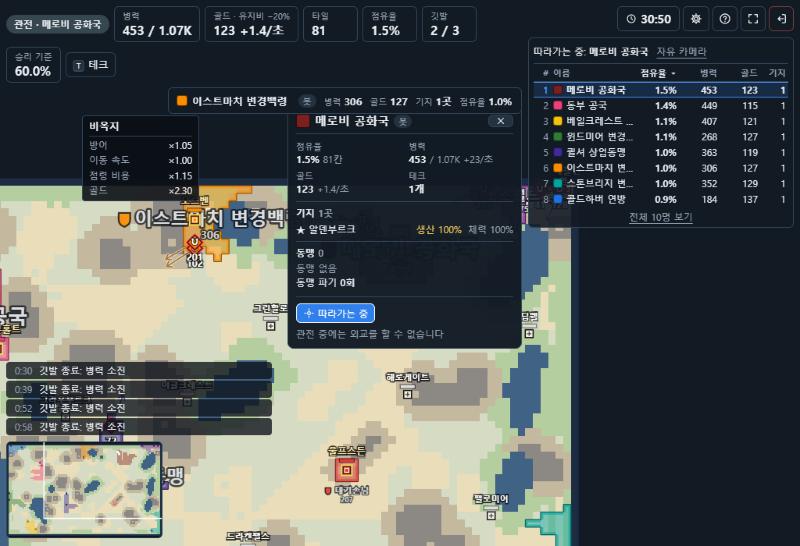 관전 · 메로비 공화국
병력
453 / 1.07K
골드 · 유지비 −20%
123 +1.4/초
타일
81
점유율
1.5%
깃발
2 / 3
30:50
승리 기준
60.0%
T 테크
이스트마치 변경백령 봇 병력 306 골드 127 기지 1곳 점유율 1.0%
비옥지
방어 ×1.05
이동 속도 ×1.00
점령 비용 ×1.15
골드 ×2.30
메로비 공화국 봇 ✕
점유율
1.5% 81칸
병력
453 / 1.07K +23/초
골드
123 +1.4/초
테크
1개
기지 1곳
★ 알덴부르크 생산 100% 체력 100%
동맹 0
동맹 없음
동맹 파기 0회
따라가는 중
관전 중에는 외교를 할 수 없습니다
따라가는 중: 메로비 공화국 자유 카메라
# 이름 점유율 병력 골드 기지
1 메로비 공화국 1.5% 453 123 1
2 동부 공국 1.4% 449 115 1
3 베일크레스트 ... 1.1% 407 121 1
4 윈드미어 변경... 1.1% 268 127 1
5 퀼서 상업동맹 1.0% 363 119 1
6 이스트마치 변... 1.0% 306 127 1
7 스톤브리지 변... 1.0% 352 129 1
8 골드하버 연방 0.9% 184 137 1
전체 10명 보기
이스트마치 변경백
306
201
102
해로게이트
울프스든
207
팰로미어
0:30 깃발 종료: 병력 소진
0:39 깃발 종료: 병력 소진
0:52 깃발 종료: 병력 소진
0:58 깃발 종료: 병력 소진